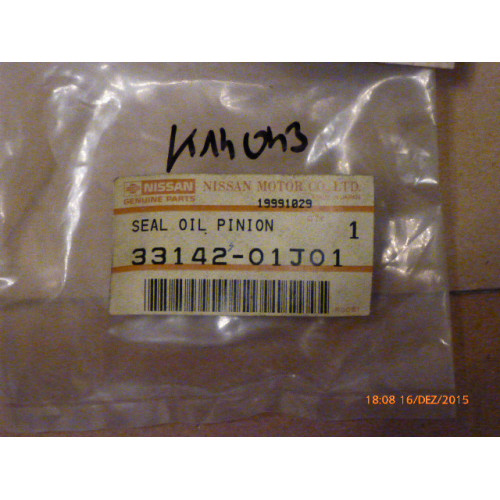 NISSAN
GENUINE PARTS
NISSAN MOTOR CO., LTD.
19991029
SEAL OIL PINION
1
33142-01J01
18:08 16/DEZ/2015